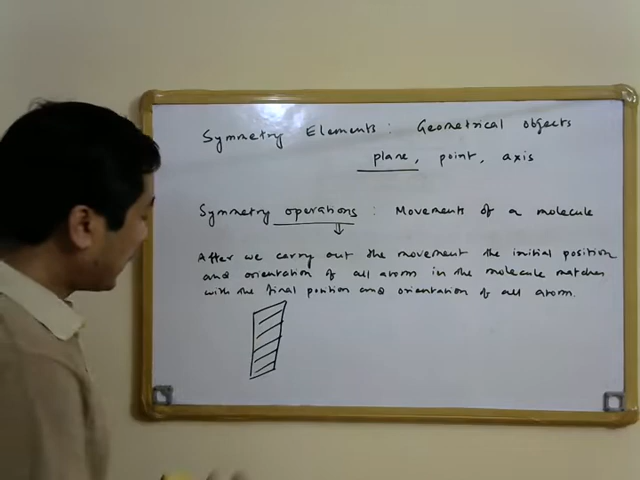 Symmetry Elements : Geometrical objects
plane, point, axis
Symmetry operations : Movements of a molecule
After we carry out the movement the initial position
and orientation of all atoms in the molecule matches
with the final position and orientation of all atoms.